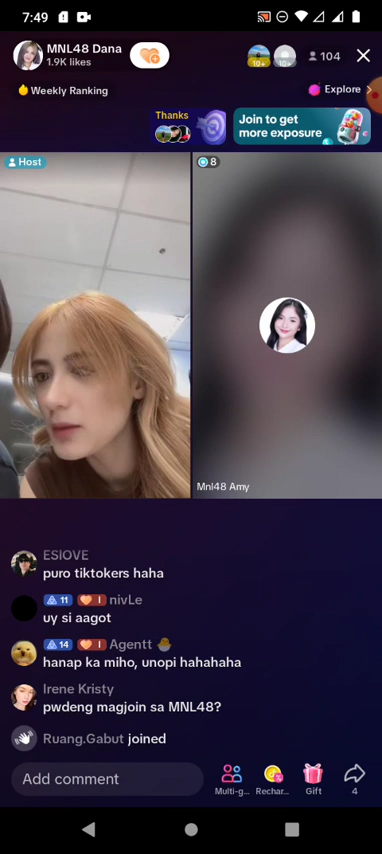 7:49
MNL48 Dana
1.9K likes
10+
10+
104
Weekly Ranking
Explore
Thanks
Join to get
more exposure
Host
8
Mnl48 Amy
ESIOVE
puro tiktokers haha
11 I nivLe
uy si aagot
14 I Agentt
hanap ka miho, unopi hahahaha
Irene Kristy
pwdeng magjoin sa MNL48?
Ruang.Gabut joined
Add comment
Multi-g...
Rechar...
Gift
4